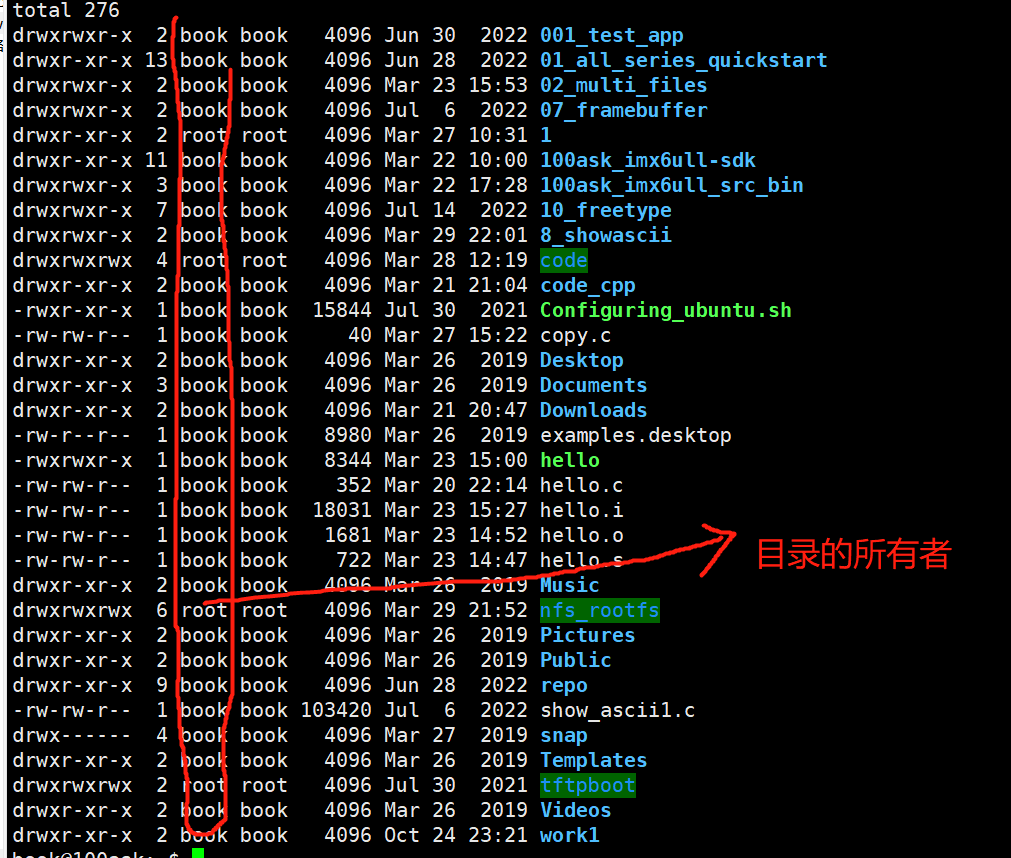 total 276
drwxrwxr-x 2 book book 4096 Jun 30 2022 001_test_app
drwxr-xr-x 13 book book 4096 Jun 28 2022 01_all_series_quickstart
drwxrwxr-x 2 book book 4096 Mar 23 15:53 02_multi_files
drwxrwxr-x 2 book book 4096 Jul 6 2022 07_framebuffer
drwxr-xr-x 2 root root 4096 Mar 27 10:31 1
drwxr-xr-x 11 book book 4096 Mar 22 10:00 100ask_imx6ull-sdk
drwxrwxr-x 3 book book 4096 Mar 22 17:28 100ask_imx6ull_src_bin
drwxrwxr-x 7 book book 4096 Jul 14 2022 10_freetype
drwxrwxr-x 2 book book 4096 Mar 29 22:01 8_showascii
drwxrwxrwx 4 root root 4096 Mar 28 12:19 code
drwxrwxr-x 2 book book 4096 Mar 21 21:04 code_cpp
-rwxr-xr-x 1 book book 15844 Jul 30 2021 Configuring_ubuntu.sh
-rw-rw-r-- 1 book book 40 Mar 27 15:22 copy.c
drwxr-xr-x 2 book book 4096 Mar 26 2019 Desktop
drwxr-xr-x 3 book book 4096 Mar 26 2019 Documents
drwxr-xr-x 2 book book 4096 Mar 21 20:47 Downloads
-rw-r--r-- 1 book book 8980 Mar 26 2019 examples.desktop
-rwxrwxr-x 1 book book 8344 Mar 23 15:00 hello
-rw-rw-r-- 1 book book 352 Mar 20 22:14 hello.c
-rw-rw-r-- 1 book book 18031 Mar 23 15:27 hello.i
-rw-rw-r-- 1 book book 1681 Mar 23 14:52 hello.o
-rw-rw-r-- 1 book book 722 Mar 23 14:47 hello.s
目录的所有者
drwxr-xr-x 2 book book 4096 Mar 26 2019 Music
drwxrwxrwx 6 root root 4096 Mar 29 21:52 nfs_rootfs
drwxr-xr-x 2 book book 4096 Mar 26 2019 Pictures
drwxr-xr-x 2 book book 4096 Mar 26 2019 Public
drwxr-xr-x 9 book book 4096 Jun 28 2022 repo
-rw-rw-r-- 1 book book 103420 Jul 6 2022 show_ascii1.c
drwx------ 4 book book 4096 Mar 27 2019 snap
drwxr-xr-x 2 book book 4096 Mar 26 2019 Templates
drwxrwxrwx 2 root root 4096 Jul 30 2021 tftpboot
drwxr-xr-x 2 book book 4096 Mar 26 2019 Videos
drwxr-xr-x 2 book book 4096 Oct 24 23:21 work1
book@100ask:~$